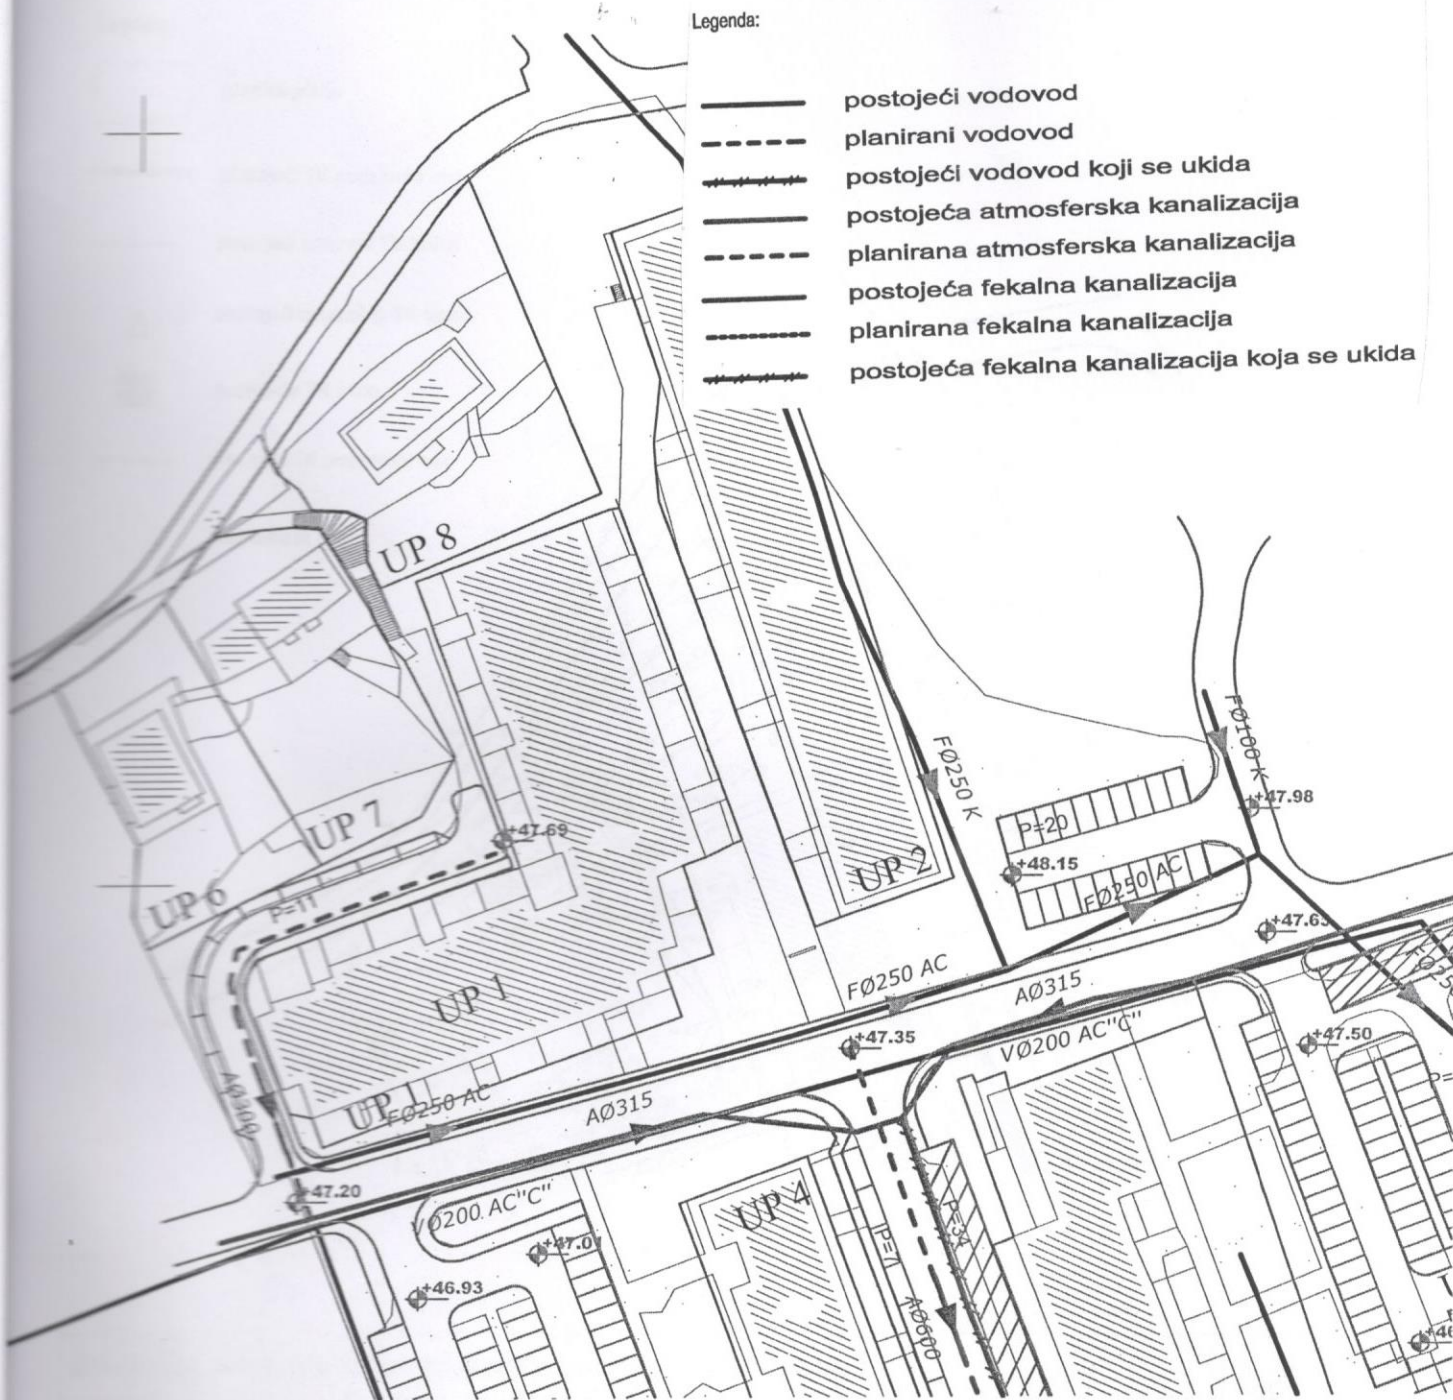 Legenda:
postojeći vodovod
planirani vodovod
postojeći vodovod koji se ukida
postojeća atmosferska kanalizacija
planirana atmosferska kanalizacija
postojeća fekalna kanalizacija
planirana fekalna kanalizacija
postojeća fekalna kanalizacija koja se ukida
UP 8
FØ100 K
FØ250 K
+47.98
UP 7
+47.69
P=20
+48.15
UP 2
FØ250 AC
UP 6
P=11
+47.63
FØ250 AC
AØ315
UP 1
VØ200 AC"C"
+47.35
+47.50
AØ300
UP 1
FØ250 AC
AØ315
+47.20
VØ200 AC"C"
UP 4
P=7
P=34
+47.01
+46.93
AØ600